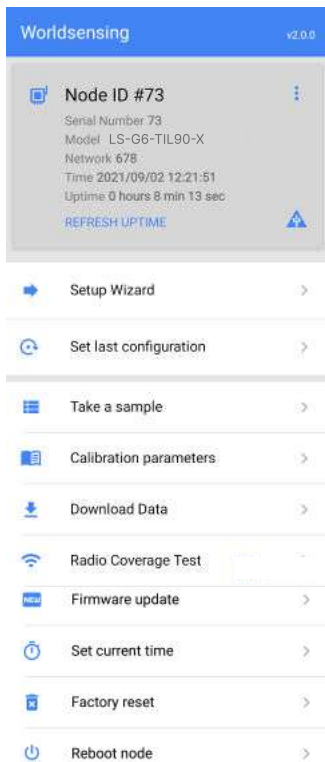 Worldsensing v2.0.0
Node ID #73
Serial Number 73
Model LS-G6-TIL90-X
Network 678
Time 2021/09/02 12:21:51
Uptime 0 hours 8 min 13 sec
REFRESH UPTIME
Setup Wizard
Set last configuration
Take a sample
Calibration parameters
Download Data
Radio Coverage Test
NEW Firmware update
Set current time
Factory reset
Reboot node